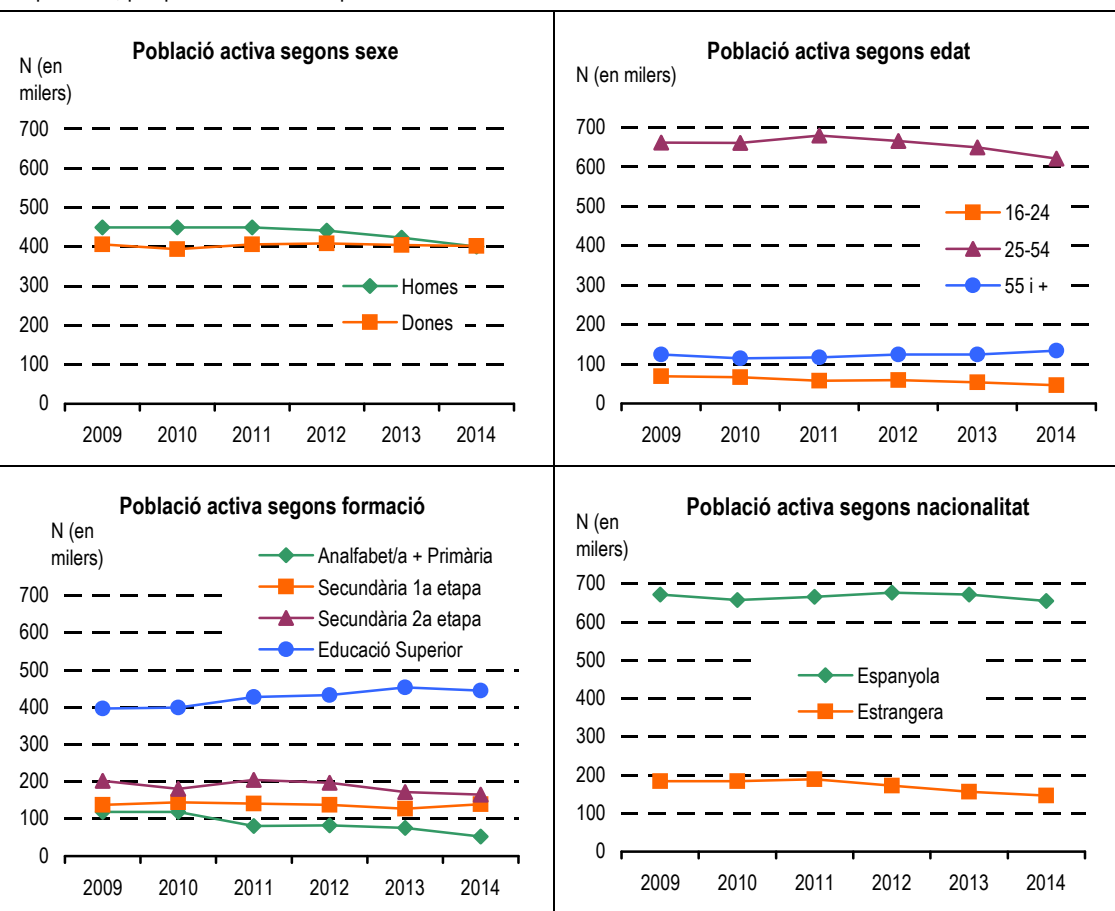 Població activa segons sexe
N (en
milers)
700
600
500
400
300
200
100
0
Homes
Dones
2009 2010 2011 2012 2013 2014
Població activa segons edat
N (en milers)
700
600
500
400
300
200
100
0
16-24
25-54
55 i +
2009 2010 2011 2012 2013 2014
Població activa segons formació
N (en
milers)
Analfabet/a + Primària
Secundària 1a etapa
Secundària 2a etapa
Educació Superior
700
600
500
400
300
200
100
0
2009 2010 2011 2012 2013 2014
Població activa segons nacionalitat
N (en
milers)
700
600
500
400
300
200
100
0
Espanyola
Estrangera
2009 2010 2011 2012 2013 2014